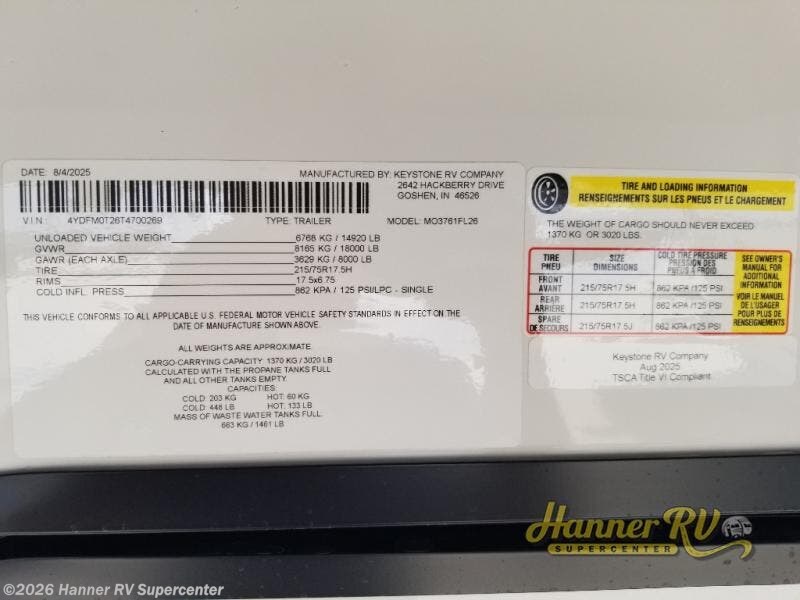 DATE: 8/4/2025
MANUFACTURED BY: KEYSTONE RV COMPANY
2642 HACKBERRY DRIVE
GOSHEN, IN 46526
V I N : 4YDFM0T26T4700269 TYPE: TRAILER MODEL: MO3761FL26
UNLOADED VEHICLE WEIGHT 6768 KG / 14920 LB
GVWR 8165 KG / 18000 LB
GAWR (EACH AXLE) 3629 KG / 8000 LB
TIRE 215/75R17.5H
RIMS 17.5x6.75
COLD INFL. PRESS 862 KPA / 125 PSI/LPC - SINGLE
THIS VEHICLE CONFORMS TO ALL APPLICABLE U.S. FEDERAL MOTOR VEHICLE SAFETY STANDARDS IN EFFECT ON THE
DATE OF MANUFACTURE SHOWN ABOVE.
ALL WEIGHTS ARE APPROXIMATE
CARGO-CARRYING CAPACITY: 1370 KG / 3020 LB
CALCULATED WITH THE PROPANE TANKS FULL
AND ALL OTHER TANKS EMPTY.
CAPACITIES:
COLD: 203 KG HOT: 60 KG
COLD: 448 LB HOT: 133 LB
MASS OF WASTE WATER TANKS FULL:
663 KG / 1461 LB
TIRE AND LOADING INFORMATION
RENSEIGNEMENTS SUR LES PNEUS ET LE CHARGEMENT
THE WEIGHT OF CARGO SHOULD NEVER EXCEED
1370 KG OR 3020 LBS.
TIRE
PNEU
SIZE
DIMENSIONS
COLD TIRE PRESSURE
PRESSION DES
PNEUS A FROID
SEE OWNER'S
MANUAL FOR
ADDITIONAL
INFORMATION
VOIR LE MANUEL
DE L'USAGER
POUR PLUS DE
RENSEIGNEMENTS
FRONT
AVANT 215/75R17.5H 862 KPA /125 PSI
REAR
ARRIÈRE 215/75R17.5H 862 KPA /125 PSI
SPARE
DE SECOURS 215/75R17.5J 862 KPA /125 PSI
Keystone RV Company
Aug 2025
TSCA Title VI Compliant
Hanner RV
SUPERCENTER
©2026 Hanner RV Supercenter